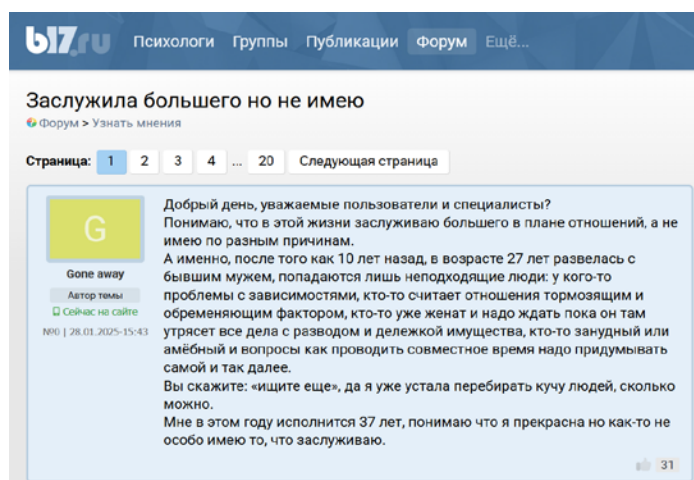 b17.ru Психологи Группы Публикации Форум Ещё...
Заслужила большего но не имею
Форум > Узнать мнения
Страница: 1 2 3 4 ... 20 Следующая страница
G
Gone away
Автор темы
Сейчас на сайте
№0 | 28.01.2025-15:43
Добрый день, уважаемые пользователи и специалисты?
Понимаю, что в этой жизни заслуживаю большего в плане отношений, а не
имею по разным причинам.
А именно, после того как 10 лет назад, в возрасте 27 лет развелась с
бывшим мужем, попадаются лишь неподходящие люди: у кого-то
проблемы с зависимостями, кто-то считает отношения тормозящим и
обременяющим фактором, кто-то уже женат и надо ждать пока он там
утрясет все дела с разводом и дележкой имущества, кто-то занудный или
амёбный и вопросы как проводить совместное время надо придумывать
самой и так далее.
Вы скажите: «ищите еще», да я уже устала перебирать кучу людей, сколько
можно.
Мне в этом году исполнится 37 лет, понимаю что я прекрасна но как-то не
особо имею то, что заслуживаю.
31